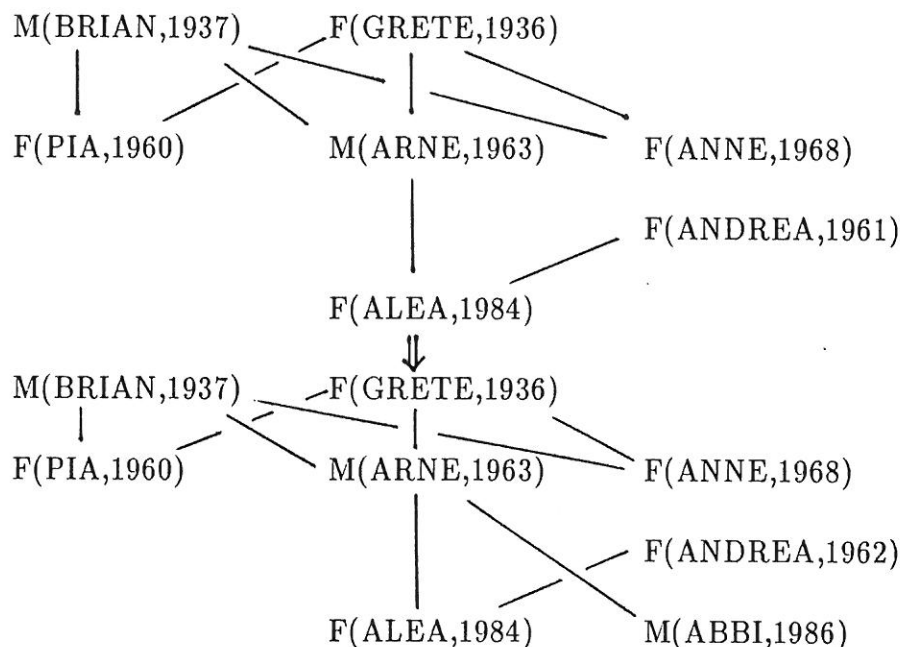 M(BRIAN,1937) F(GRETE,1936)
F(PIA,1960) M(ARNE,1963) F(ANNE,1968)
F(ANDREA,1961)
F(ALEA,1984)
M(BRIAN,1937) F(GRETE,1936)
F(PIA,1960) M(ARNE,1963) F(ANNE,1968)
F(ANDREA,1962)
F(ALEA,1984) M(ABBI,1986)